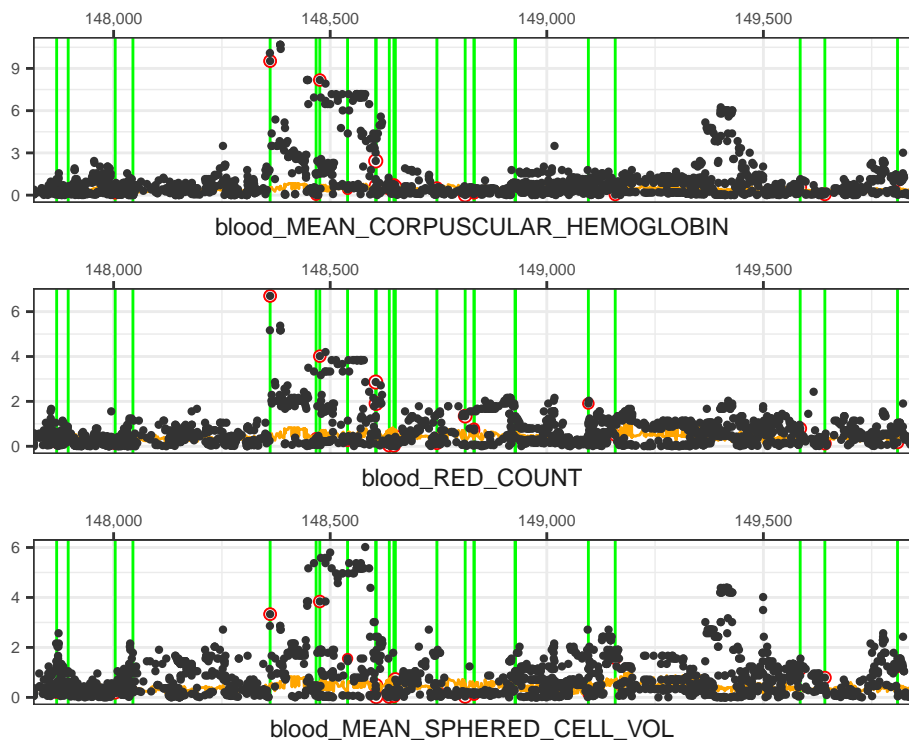 148,000 148,500 149,000 149,500
9
6
3
0
blood_MEAN_CORPUSCULAR_HEMOGLOBIN
148,000 148,500 149,000 149,500
6
4
2
0
blood_RED_COUNT
148,000 148,500 149,000 149,500
6
4
2
0
blood_MEAN_SPHERED_CELL_VOL